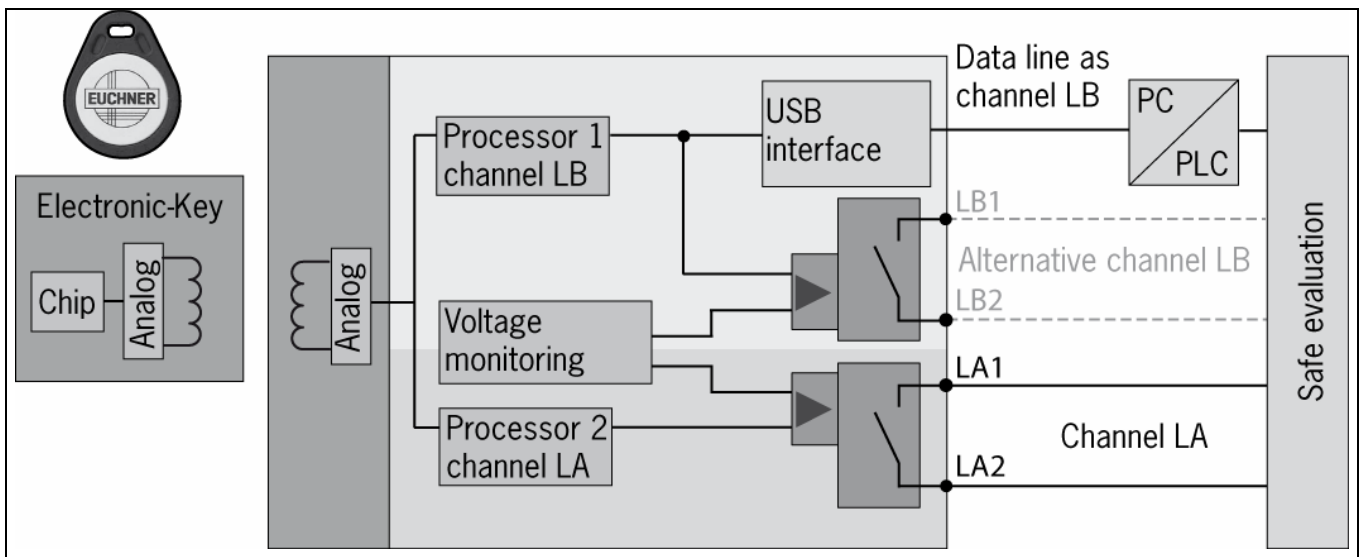 EUCHNER
Electronic-Key
Chip
Analog
Analog
Processor 1
channel LB
Voltage
monitoring
Processor 2
channel LA
USB
interface
Data line as
channel LB
PC
PLC
LB1
Alternative channel LB
LB2
LA1
Channel LA
LA2
Safe evaluation